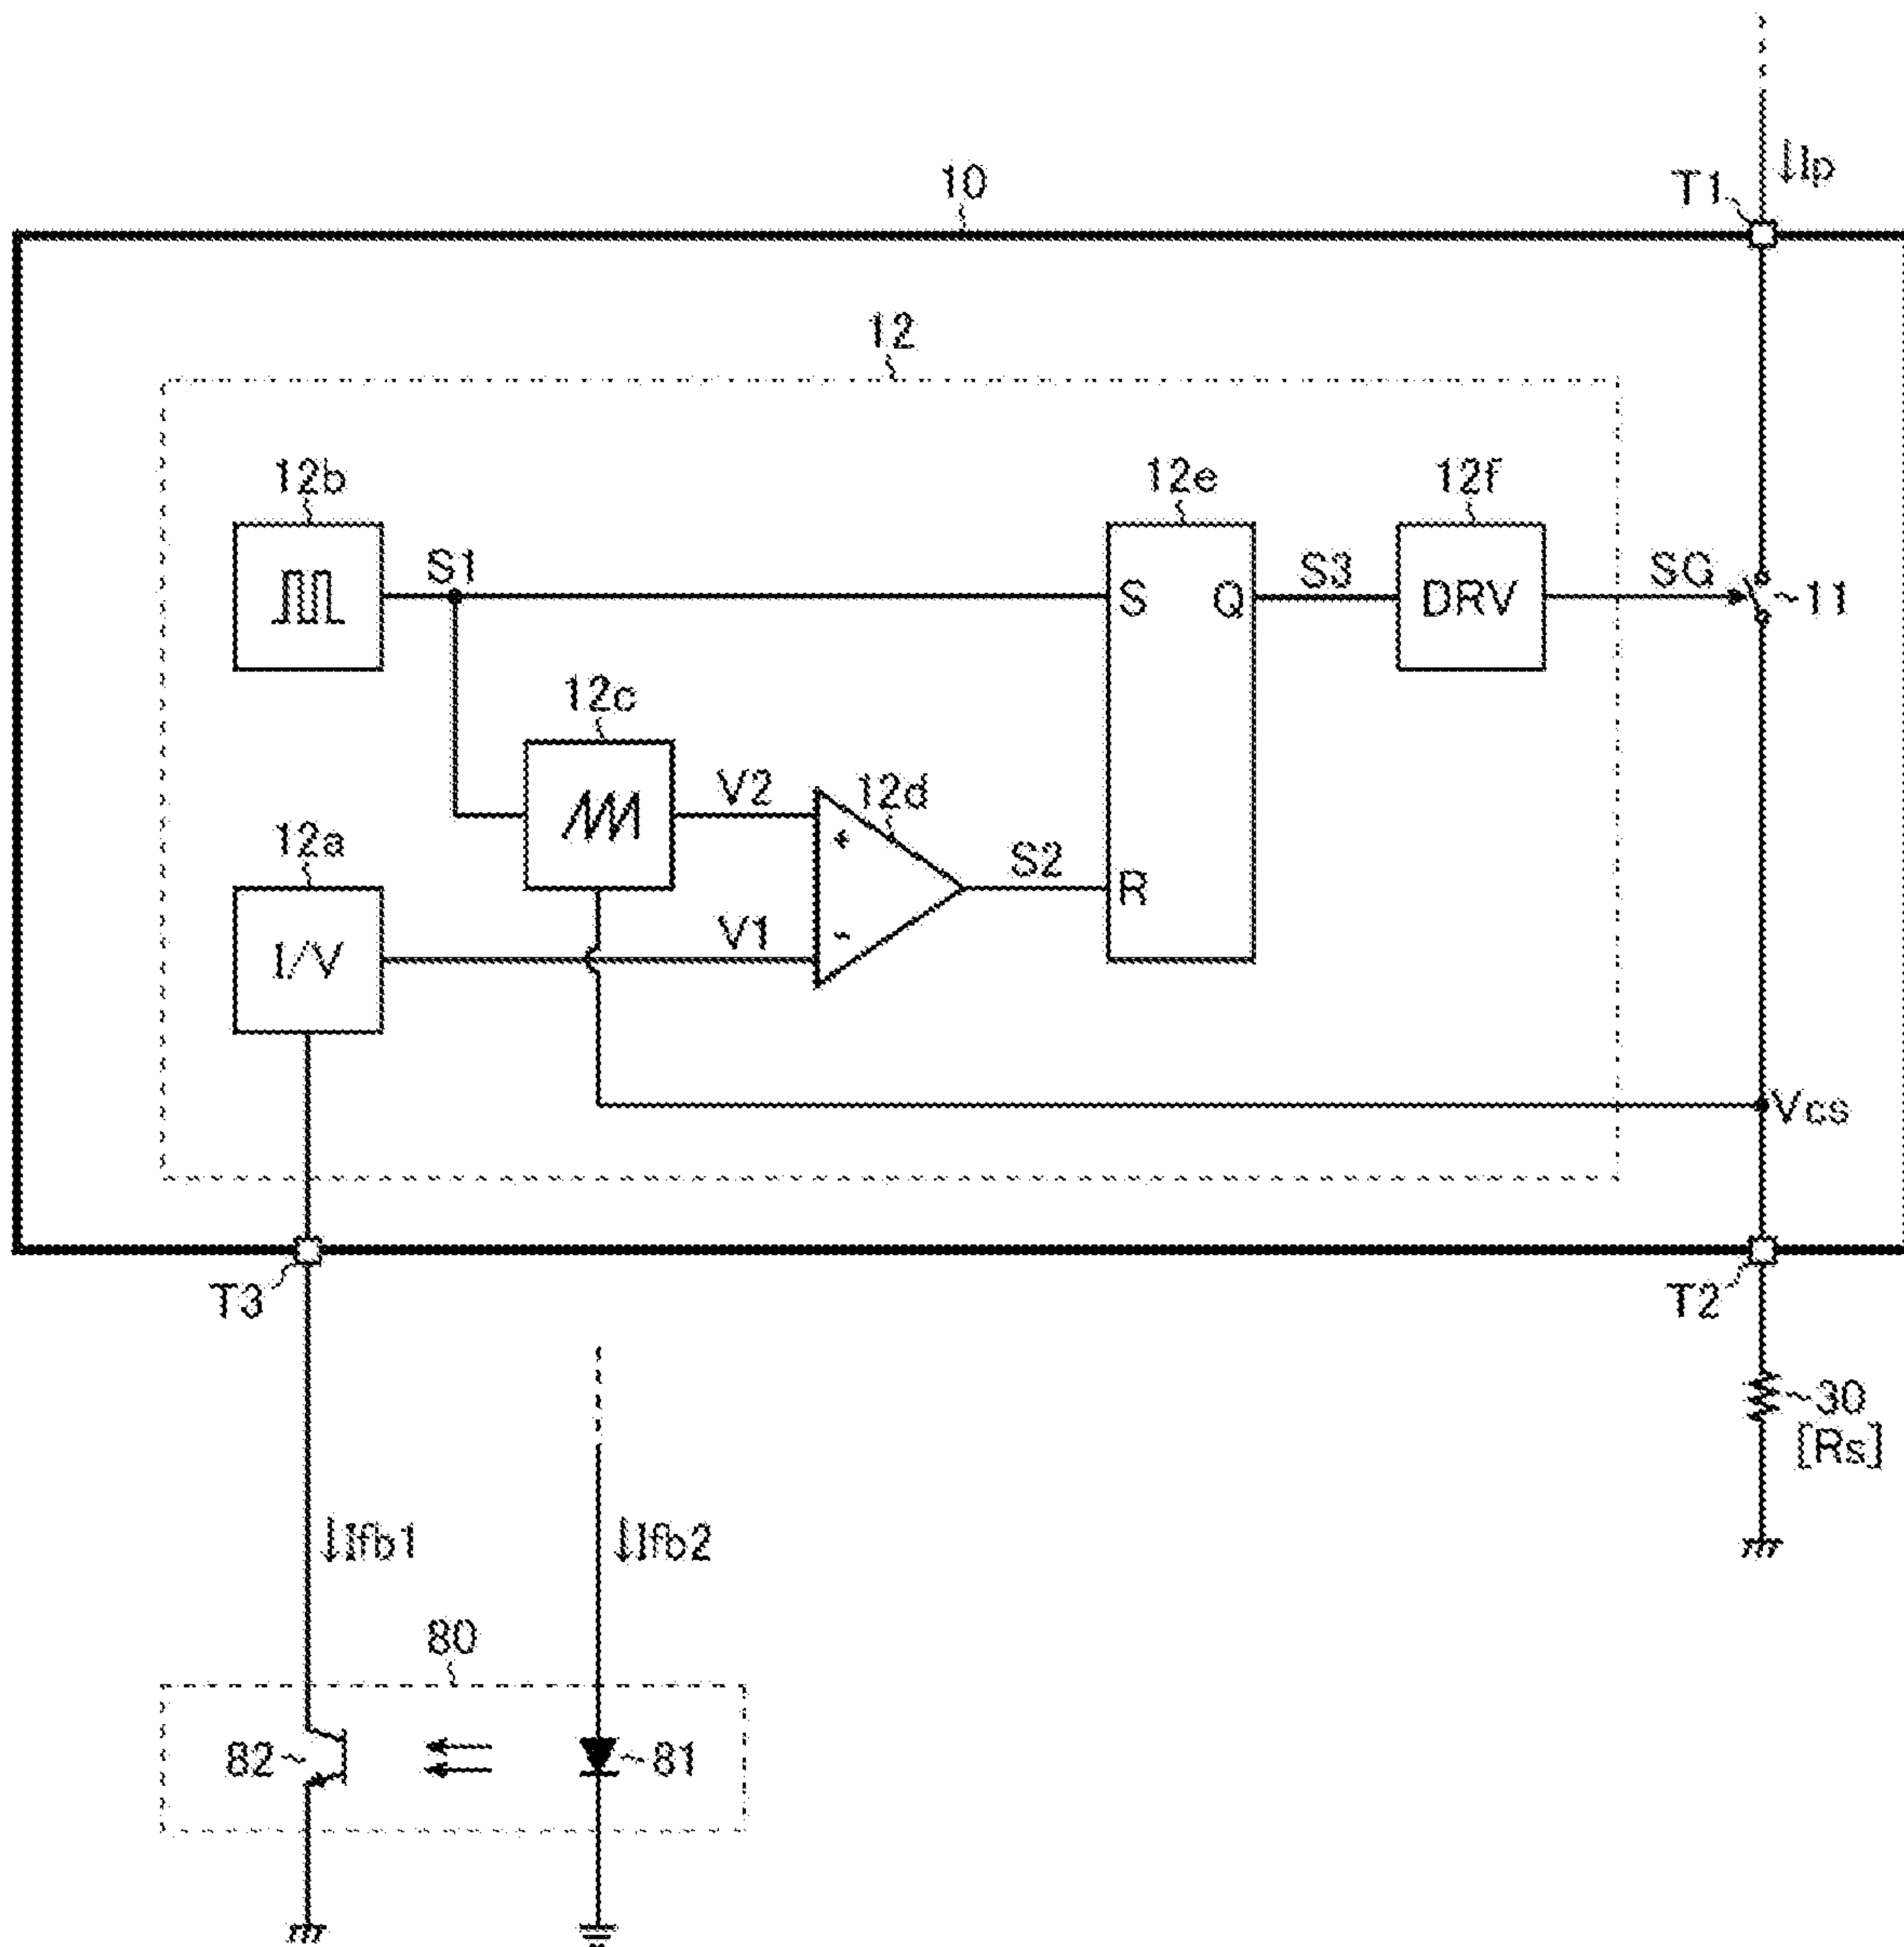 ↓Ip
10
T1
12
12b
12e
12f
S1
S
Q
S3
DRV
SG
11
12c
V2
12d
+
12a
S2
R
I/V
V1
-
Vcs
T3
T2
30
[Rs]
↓Ifb1
↓Ifb2
80
82
81